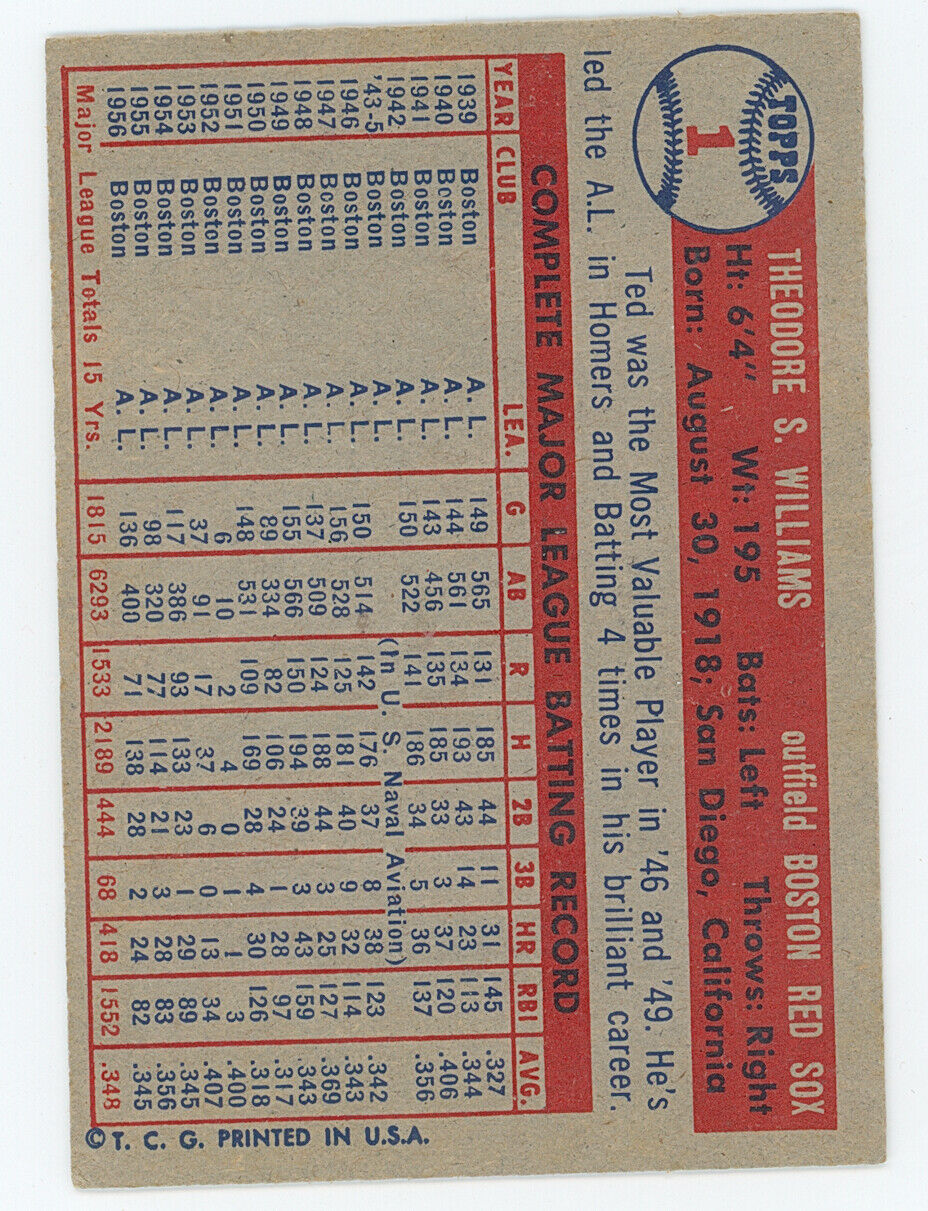 TOPPS
1
THEODORE S. WILLIAMS outfield BOSTON RED SOX
Ht: 6'4" Wt: 195 Bats: Left Throws: Right
Born: August 30, 1918; San Diego, California
Ted was the Most Valuable Player in '46 and '49. He's
led the A.L. in Homers and Batting 4 times in his brilliant career.
COMPLETE MAJOR LEAGUE BATTING RECORD
YEAR CLUB LEA. G AB R H 2B 3B HR RBI AVG.
1939 Boston A. L. 149 565 131 185 44 11 31 145 .327
1940 Boston A. L. 144 561 134 193 43 14 23 113 .344
1941 Boston A. L. 143 456 135 185 33 3 37 120 .406
1942 Boston A. L. 150 522 141 186 34 5 36 137 .356
'43-5 Boston A. L. (In U. S. Naval Aviation)
1946 Boston A. L. 150 514 142 176 37 8 38 123 .342
1947 Boston A. L. 156 528 125 181 40 9 32 114 .343
1948 Boston A. L. 137 509 124 188 44 3 25 127 .369
1949 Boston A. L. 155 566 150 194 39 3 43 159 .343
1950 Boston A. L. 89 334 82 106 24 1 28 97 .317
1951 Boston A. L. 148 531 109 169 28 4 30 126 .318
1952 Boston A. L. 6 10 2 4 0 1 1 3 .400
1953 Boston A. L. 37 91 17 37 6 0 13 34 .407
1954 Boston A. L. 117 386 93 133 23 1 29 89 .345
1955 Boston A. L. 98 320 77 114 21 3 28 83 .356
1956 Boston A. L. 136 400 71 138 28 2 24 82 .345
Major League Totals 15 Yrs. 1815 6293 1533 2189 444 68 418 1552 .348
© T. C. G. PRINTED IN U.S.A.